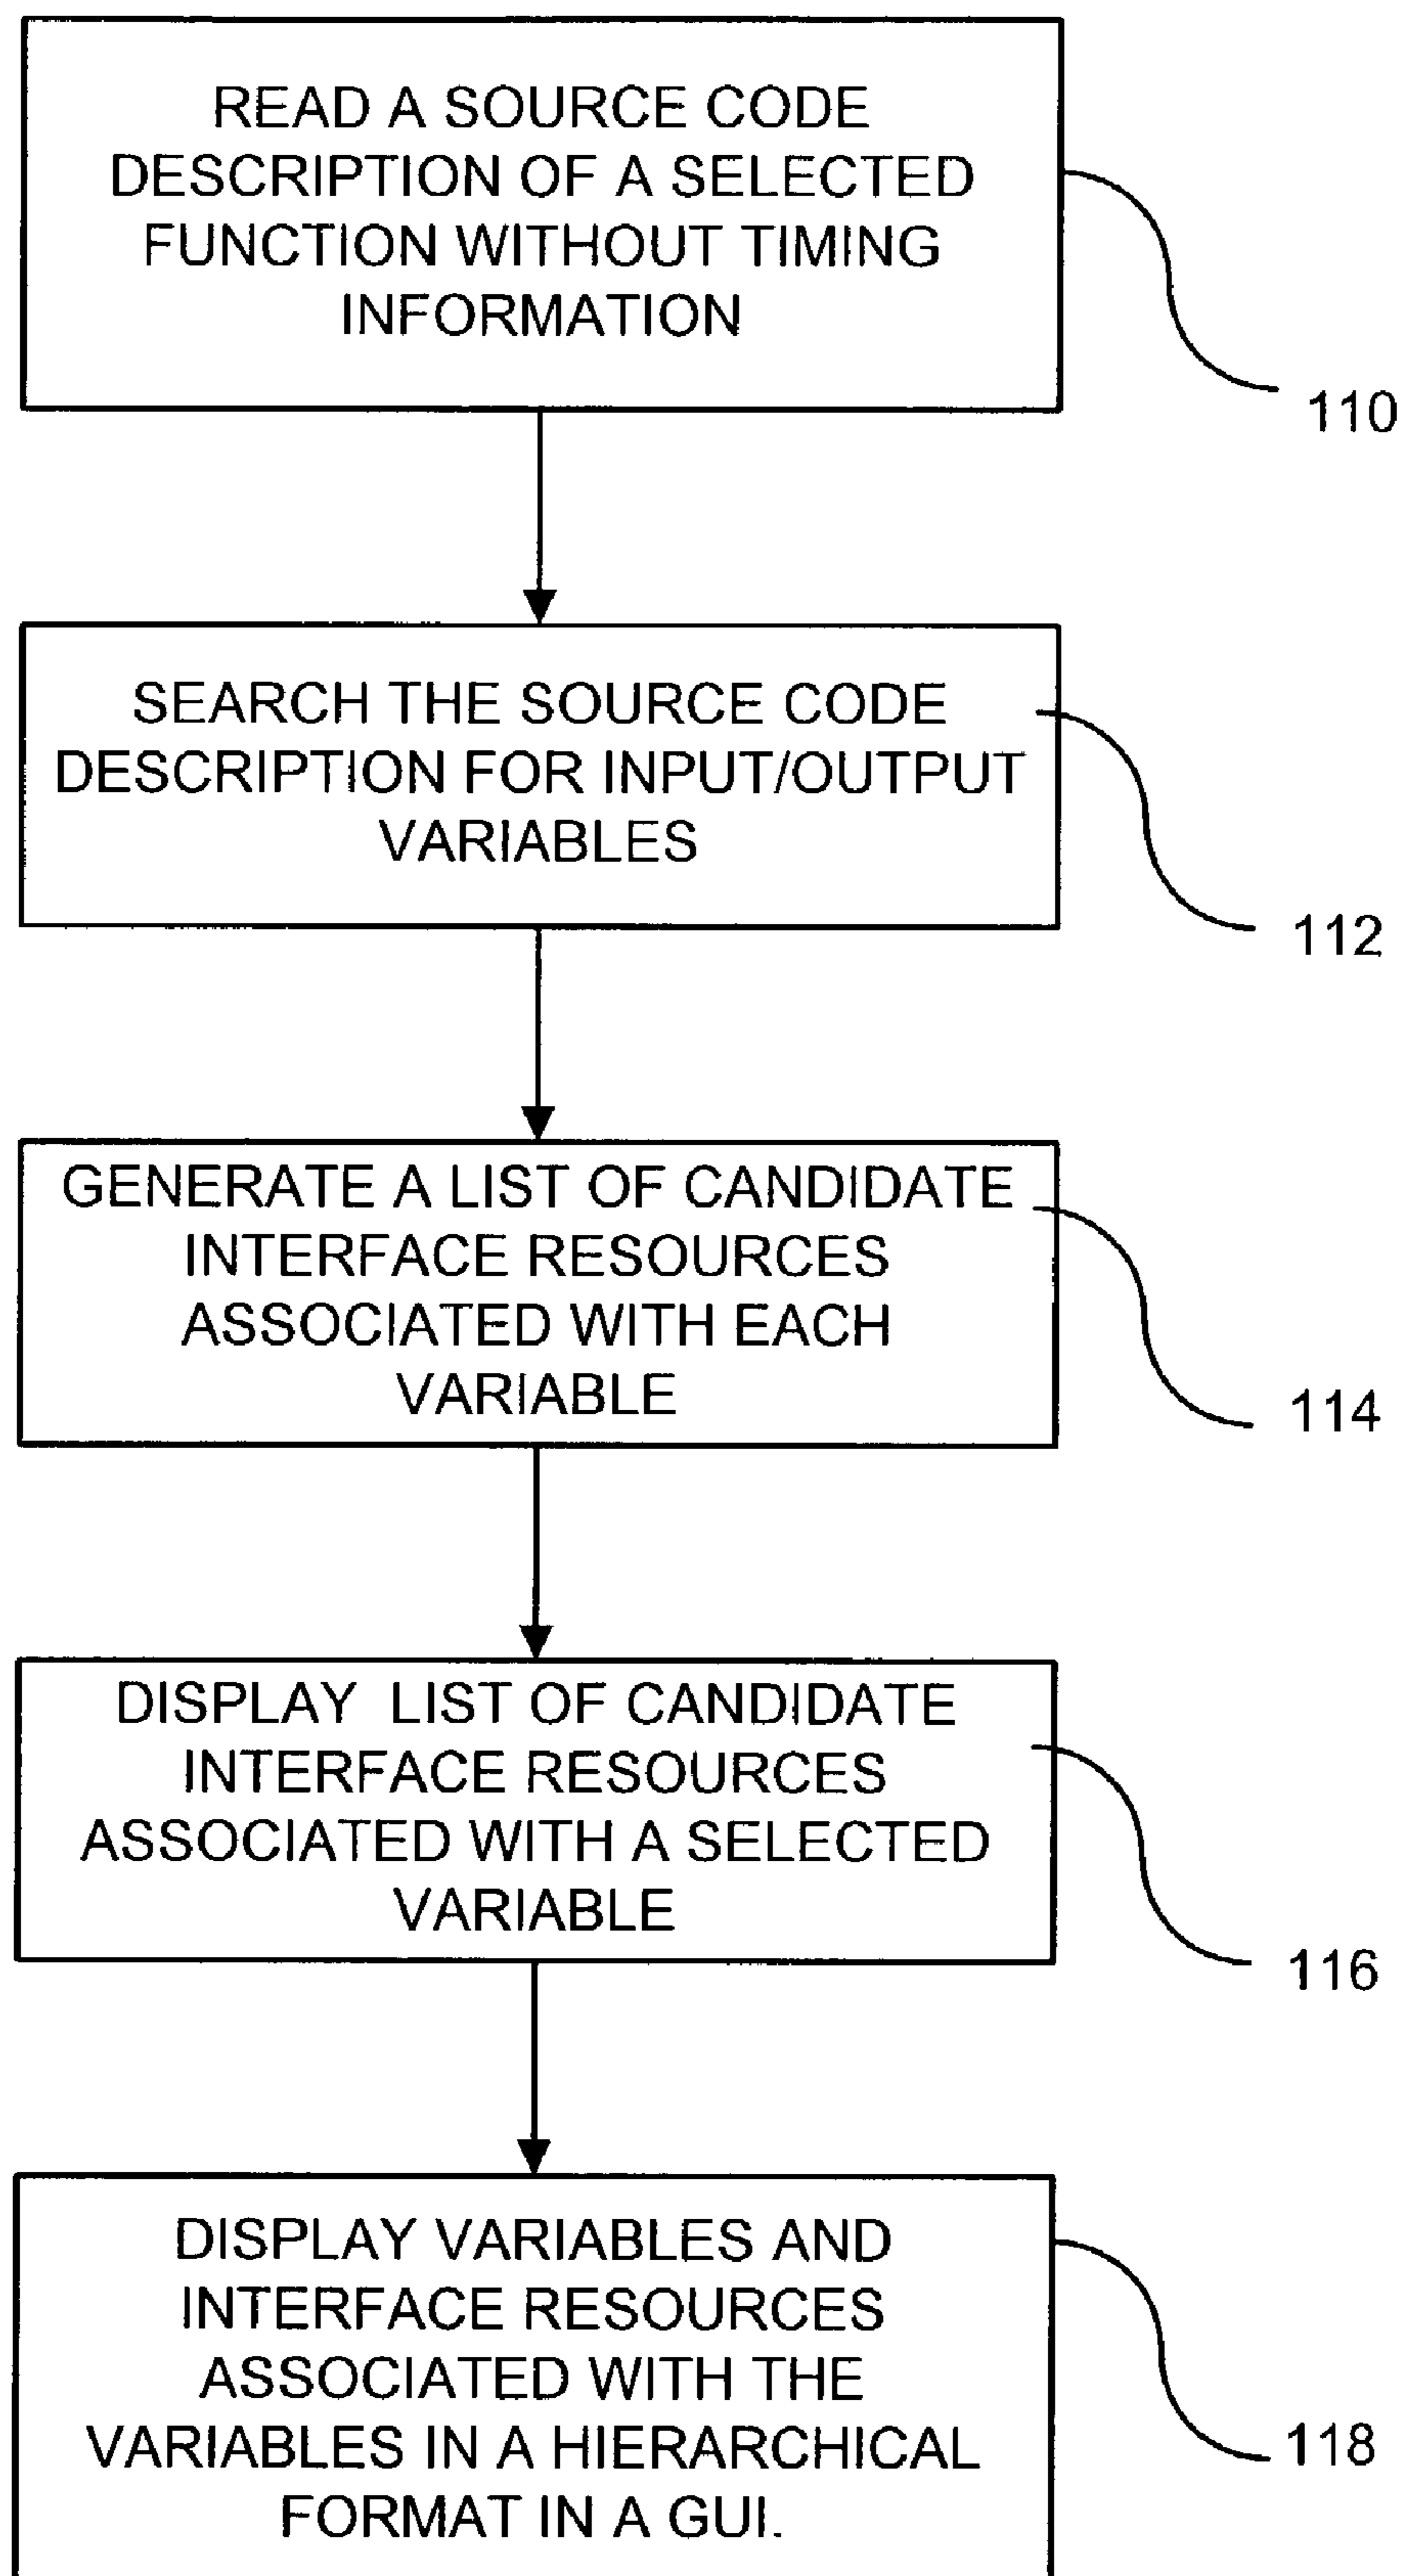 READ A SOURCE CODE
DESCRIPTION OF A SELECTED
FUNCTION WITHOUT TIMING
INFORMATION
110
SEARCH THE SOURCE CODE
DESCRIPTION FOR INPUT/OUTPUT
VARIABLES
112
GENERATE A LIST OF CANDIDATE
INTERFACE RESOURCES
ASSOCIATED WITH EACH
VARIABLE
114
DISPLAY LIST OF CANDIDATE
INTERFACE RESOURCES
ASSOCIATED WITH A SELECTED
VARIABLE
116
DISPLAY VARIABLES AND
INTERFACE RESOURCES
ASSOCIATED WITH THE
VARIABLES IN A HIERARCHICAL
FORMAT IN A GUI.
118